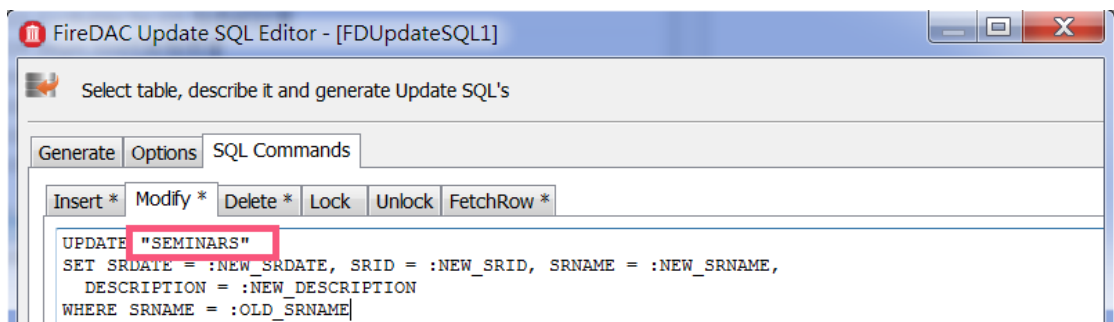 FireDAC Update SQL Editor - [FDUpdateSQL1]
Select table, describe it and generate Update SQL's
Generate Options SQL Commands
Insert * Modify * Delete * Lock Unlock FetchRow *
UPDATE "SEMINARS"
SET SRDATE = :NEW_SRDATE, SRID = :NEW_SRID, SRNAME = :NEW_SRNAME,
DESCRIPTION = :NEW_DESCRIPTION
WHERE SRNAME = :OLD_SRNAME